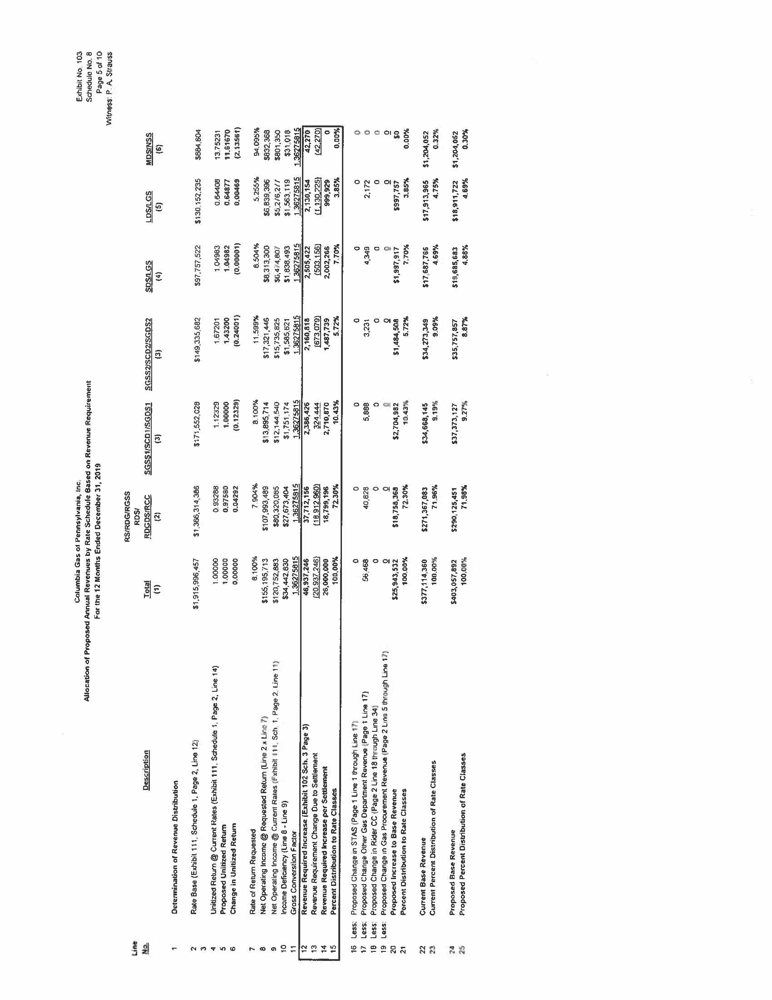 Exhibit No. 103
Schedule No. 8
Page 5 of 10
Witness: P. A. Strauss
Columbia Gas of Pennsylvania, Inc.
Allocation of Proposed Annual Revenues by Rate Schedule Based on Revenue Requirement
For the 12 Months Ended December 31, 2019
RS/RDG/RGSS
Line RDS/
No. Description Total RDGDS/RCC SGSS1/SCD1/SGDS1 SGSS2/SCD2/SGDS2 SDS/LGS LDS/LGS MDS/NSS
(1) (2) (3) (3) (4) (5) (6)
1 Determination of Revenue Distribution
2 Rate Base (Exhibit 111, Schedule 1, Page 2, Line 12) $1,915,996,457 $1,366,314,386 $171,552,028 $149,335,682 $97,757,522 $130,152,235 $884,604
3
4 Unitized Return @ Current Rates (Exhibit 111, Schedule 1, Page 2, Line 14) 1.00000 0.93288 1.12329 1.67201 1.04983 0.64408 13.75231
5 Proposed Unitized Return 1.00000 0.97580 1.00000 1.43200 1.04982 0.64877 11.61670
6 Change in Unitized Return 0.00000 0.04292 (0.12329) (0.24001) (0.00001) 0.00469 (2.13561)
7 Rate of Return Requested 8.100% 7.904% 8.100% 11.599% 8.504% 5.255% 94.095%
8 Net Operating Income @ Requested Return (Line 2 x Line 7) $155,195,713 $107,993,489 $13,895,714 $17,321,446 $8,313,300 $6,839,396 $832,368
9 Net Operating Income @ Current Rates (Exhibit 111, Sch. 1, Page 2, Line 11) $120,752,883 $80,320,085 $12,144,540 $15,735,825 $6,474,807 $5,276,277 $801,350
10 Income Deficiency (Line 8 - Line 9) $34,442,830 $27,673,404 $1,751,174 $1,585,621 $1,838,493 $1,563,119 $31,018
11 Gross Converstion Factor 1.36275815 1.36275815 1.36275815 1.36275815 1.36275815 1.36275815 1.36275815
12 Revenue Required Increase (Exhibit 102 Sch. 3 Page 3) 46,937,246 37,712,156 2,386,426 2,160,818 2,505,422 2,130,154 42,270
13 Revenue Requirement Change Due to Settlement (20,937,246) (18,912,960) 324,444 (673,079) (503,156) (1,130,225) (42,270)
14 Revenue Required Increase per Settlement 26,000,000 18,799,196 2,710,870 1,487,739 2,002,266 999,929 0
15 Percent Distribution to Rate Classes 100.00% 72.30% 10.43% 5.72% 7.70% 3.85% 0.00%
16 Less: Proposed Change in STAS (Page 1 Line 1 through Line 17) 0 0 0 0 0 0 0
17 Less: Proposed Change Other Gas Department Revenue (Page 1 Line 17) 56,468 40,828 5,888 3,231 4,349 2,172 0
18 Less: Proposed Change in Rider CC (Page 2 Line 18 through Line 34) 0 0 0 0 0 0 0
19 Less: Proposed Change in Gas Procurement Revenue (Page 2 Line 5 through Line 17) 0 0 0 0 0 0 0
20 Proposed Increase to Base Revenue $25,943,532 $18,758,368 $2,704,982 $1,484,508 $1,997,917 $997,757 $0
21 Percent Distribution to Rate Classes 100.00% 72.30% 10.43% 5.72% 7.70% 3.85% 0.00%
22 Current Base Revenue $377,114,360 $271,367,083 $34,668,145 $34,273,349 $17,687,766 $17,913,965 $1,204,052
23 Current Percent Distribution of Rate Classes 100.00% 71.96% 9.19% 9.09% 4.69% 4.75% 0.32%
24 Proposed Base Revenue $403,057,892 $290,125,451 $37,373,127 $35,757,857 $19,685,683 $18,911,722 $1,204,052
25 Proposed Percent Distribution of Rate Classes 100.00% 71.98% 9.27% 8.87% 4.88% 4.69% 0.30%